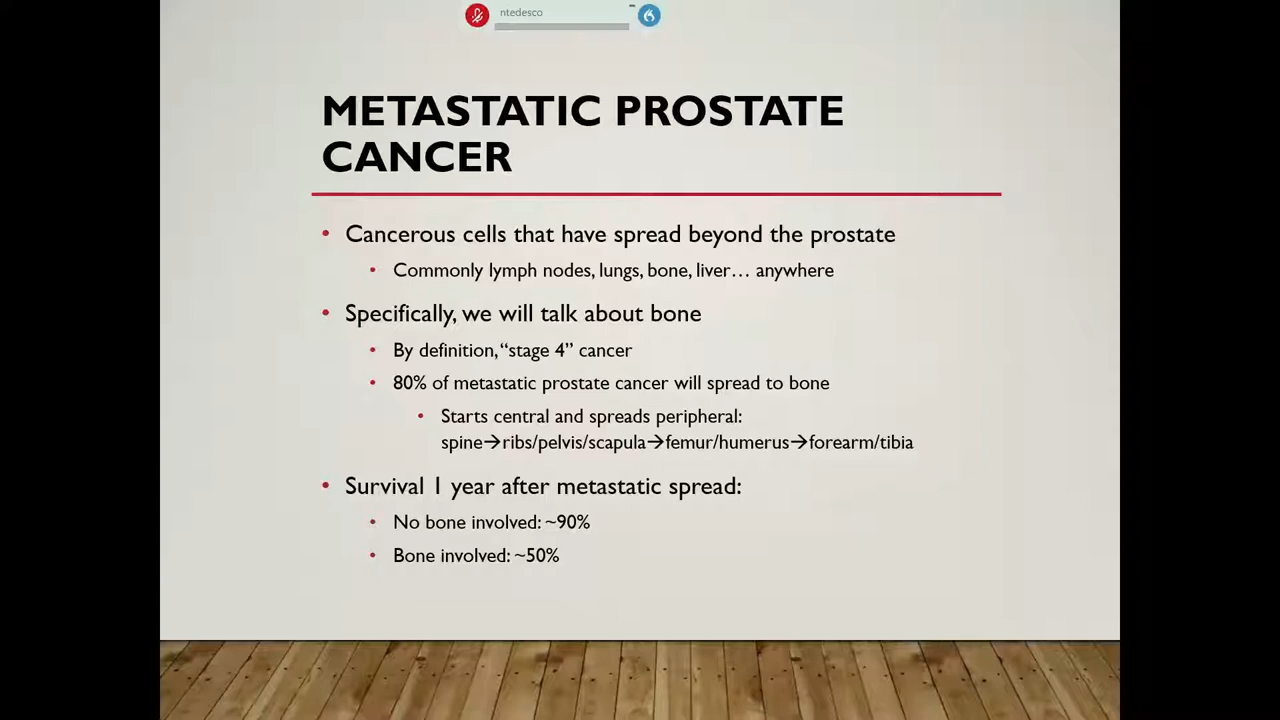 ntedesco
METASTATIC PROSTATE
CANCER
• Cancerous cells that have spread beyond the prostate
• Commonly lymph nodes, lungs, bone, liver… anywhere
• Specifically, we will talk about bone
• By definition, “stage 4” cancer
• 80% of metastatic prostate cancer will spread to bone
• Starts central and spreads peripheral:
spine→ribs/pelvis/scapula→femur/humerus→forearm/tibia
• Survival 1 year after metastatic spread:
• No bone involved: ~90%
• Bone involved: ~50%